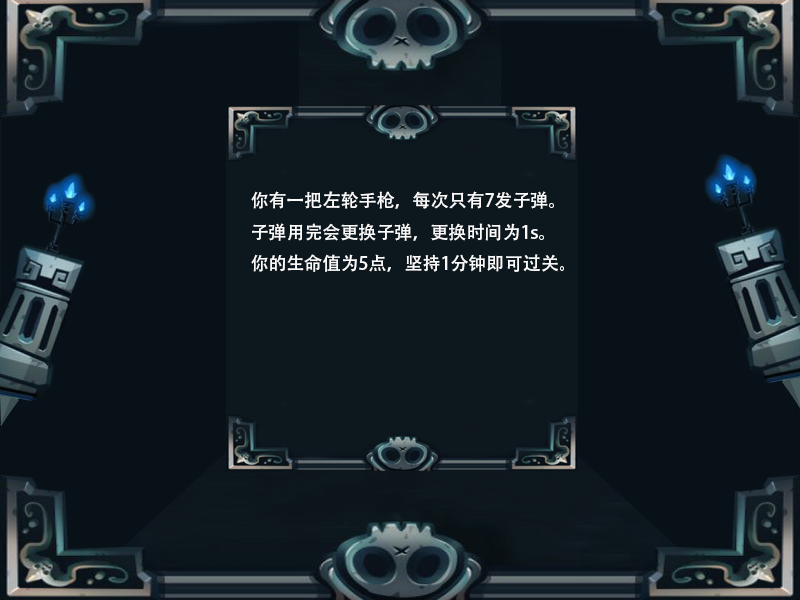 你有一把左轮手枪，每次只有7发子弹。
子弹用完会更换子弹，更换时间为1s。
你的生命值为5点，坚持1分钟即可过关。